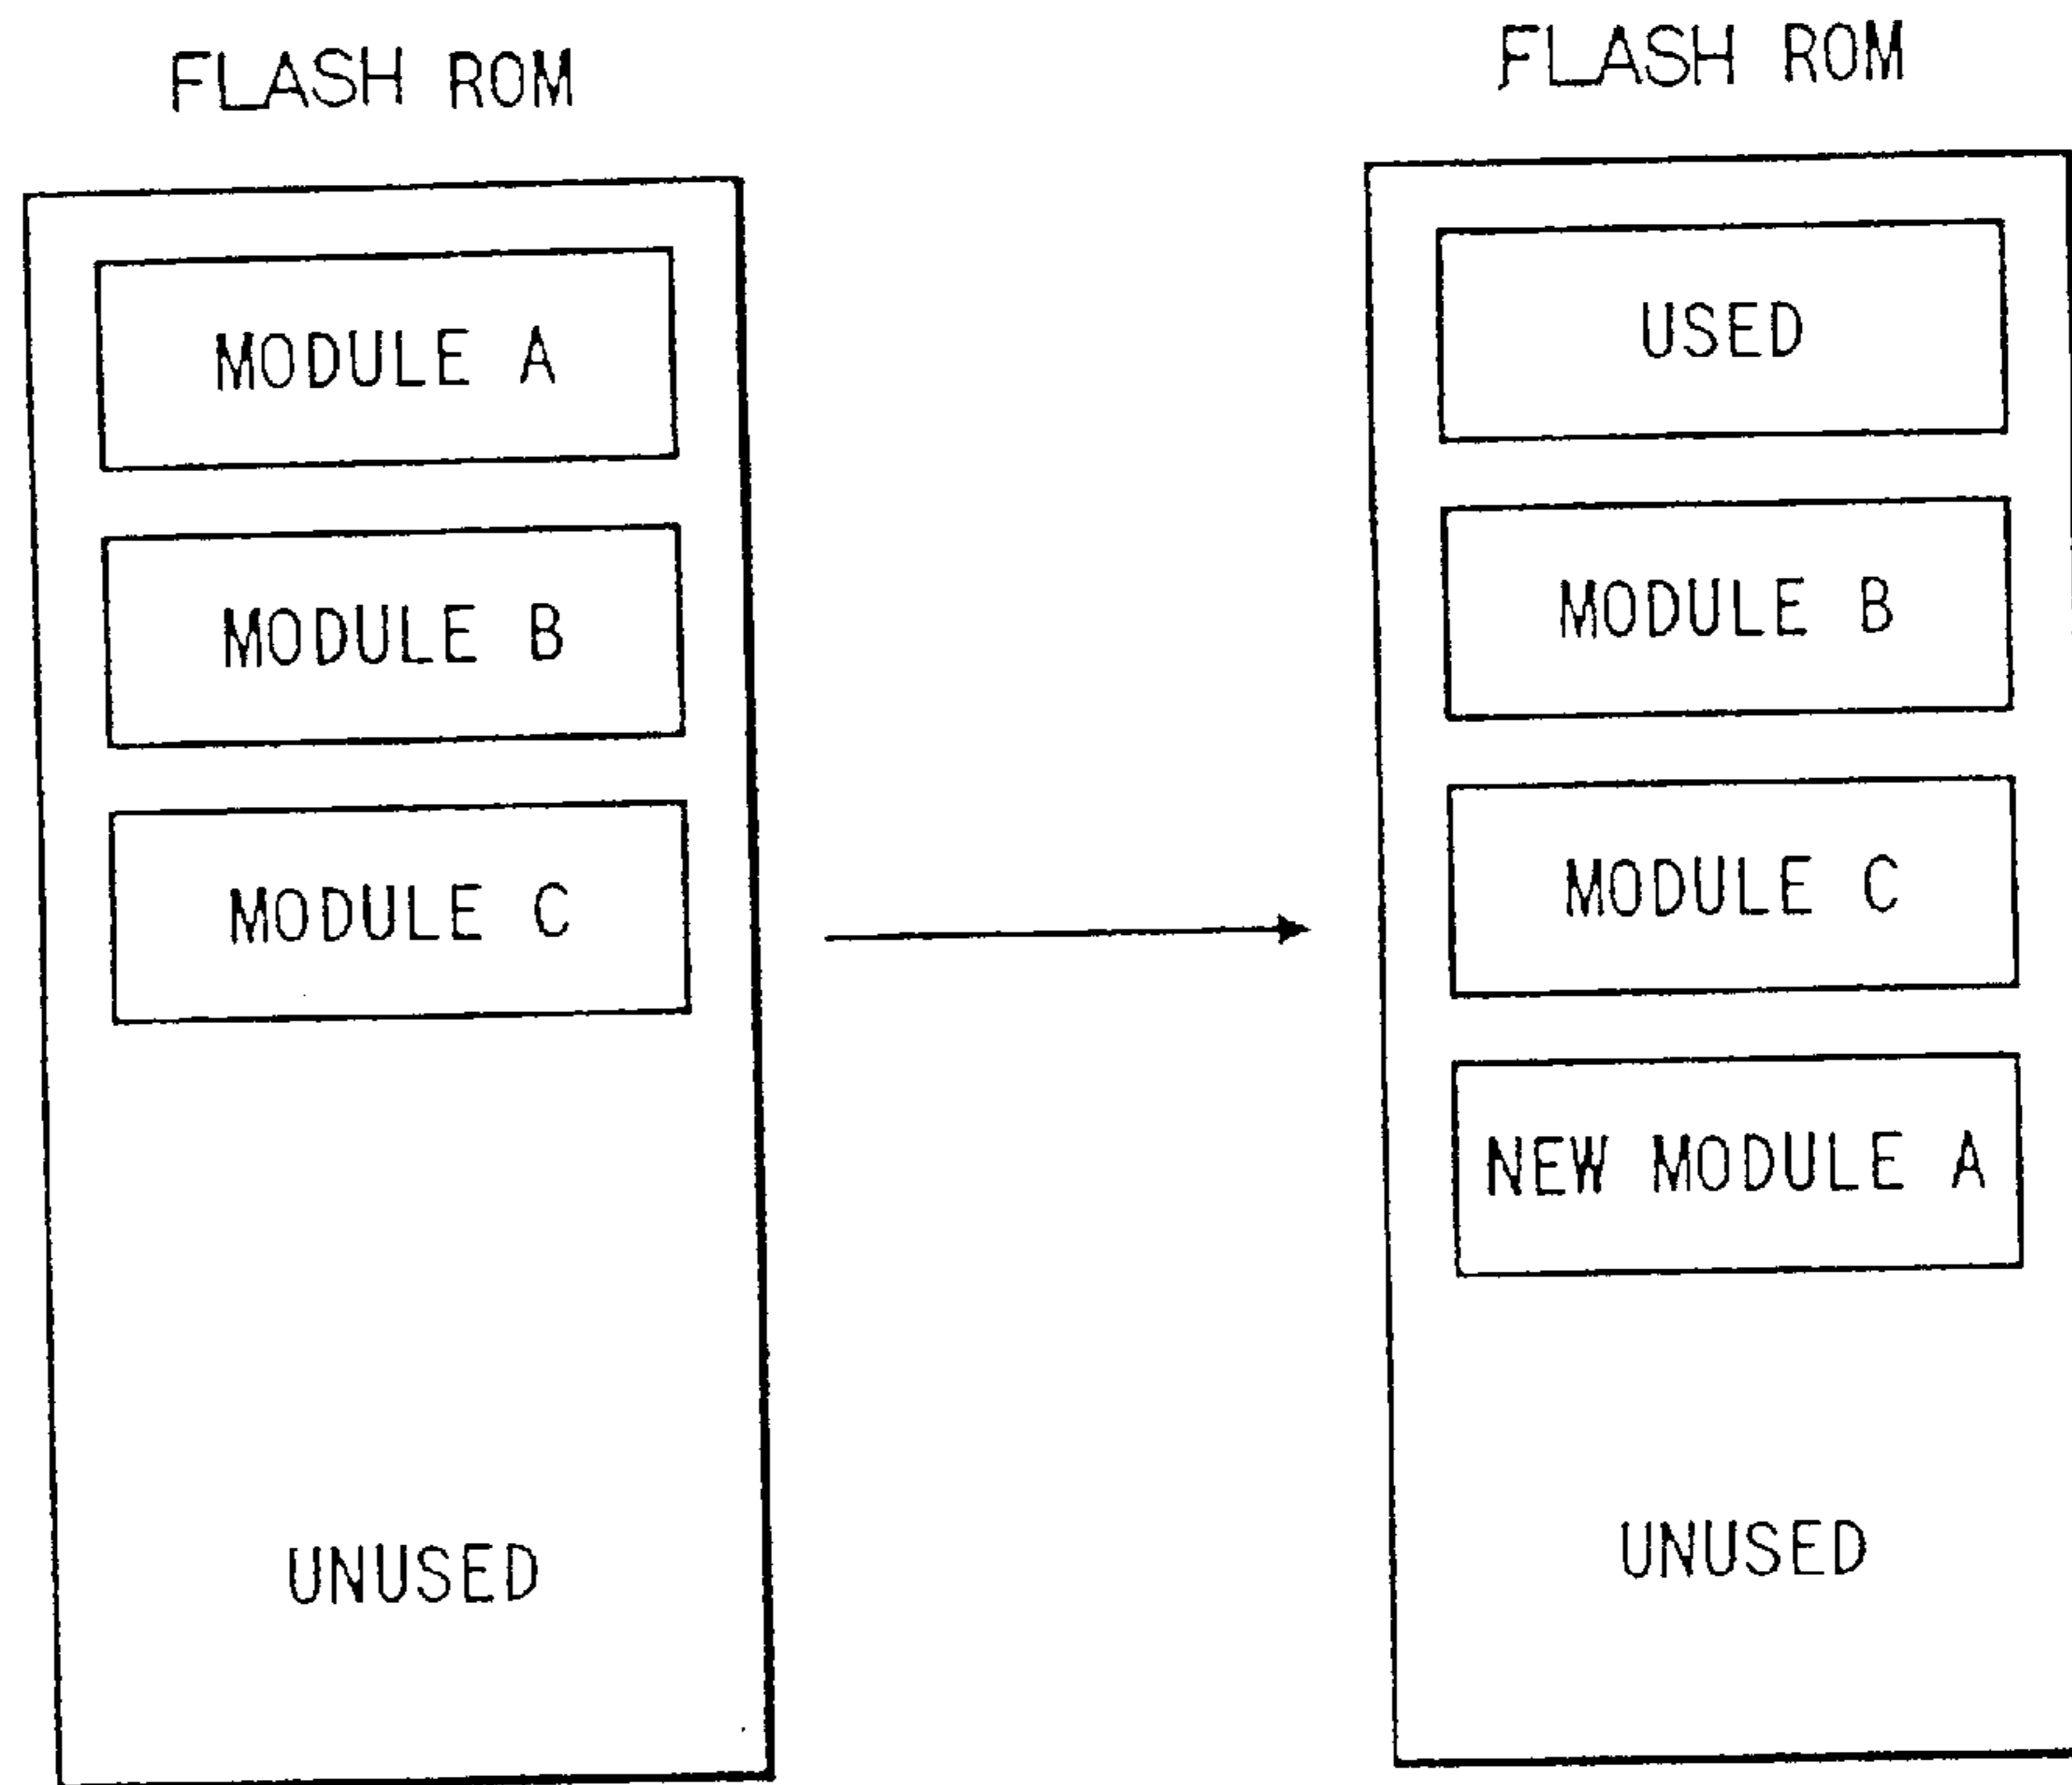 FLASH ROM
MODULE A
MODULE B
MODULE C
UNUSED
FLASH ROM
USED
MODULE B
MODULE C
NEW MODULE A
UNUSED